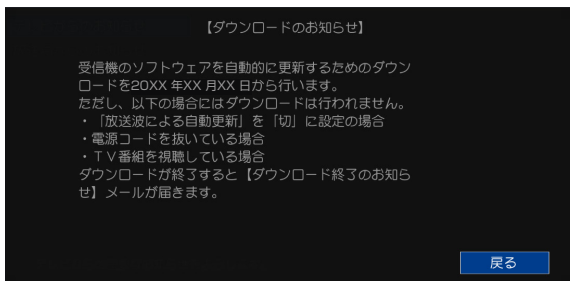 【ダウンロードのお知らせ】
受信機のソフトウェアを自動的に更新するためのダウン
ロードを20XX 年XX 月XX 日から行います。
ただし、以下の場合にはダウンロードは行われません。
・「放送波による自動更新」を「切」に設定の場合
・電源コードを抜いている場合
・ＴＶ番組を視聴している場合
ダウンロードが終了すると【ダウンロード終了のお知ら
せ】メールが届きます。
戻る